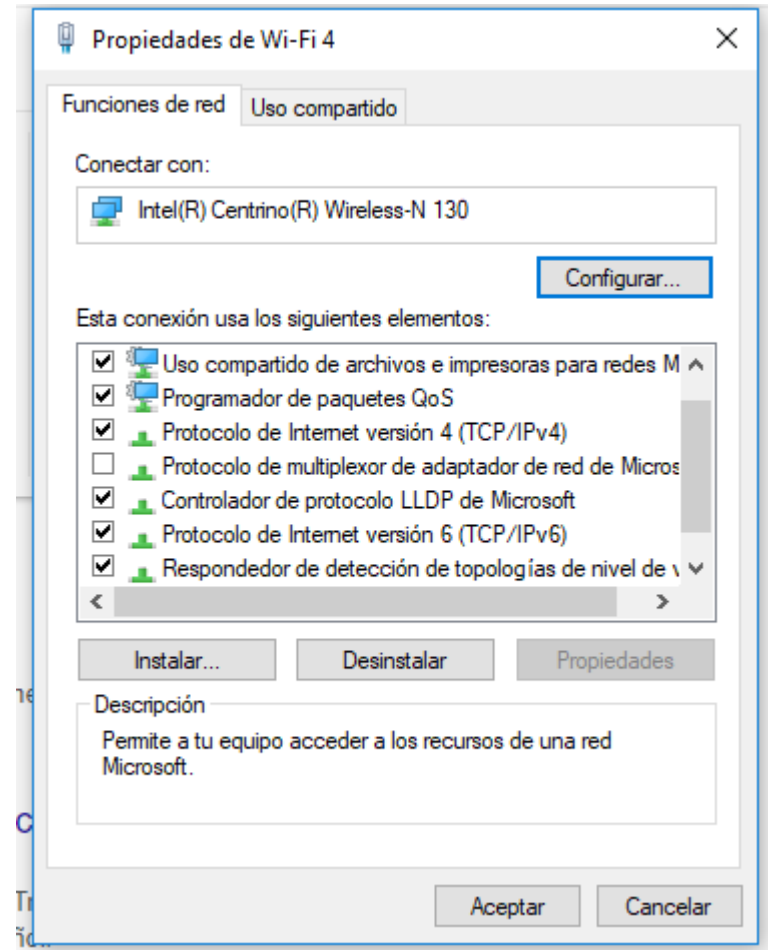 Propiedades de Wi-Fi 4
Funciones de red
Uso compartido
Conectar con:
Intel(R) Centrino(R) Wireless-N 130
Configurar...
Esta conexión usa los siguientes elementos:
Uso compartido de archivos e impresoras para redes M
Programador de paquetes QoS
Protocolo de Internet versión 4 (TCP/IPv4)
Protocolo de multiplexor de adaptador de red de Micros
Controlador de protocolo LLDP de Microsoft
Protocolo de Internet versión 6 (TCP/IPv6)
Respondedor de detección de topologías de nivel de v
Instalar...
Desinstalar
Propiedades
Descripción
Permite a tu equipo acceder a los recursos de una red
Microsoft.
Aceptar
Cancelar